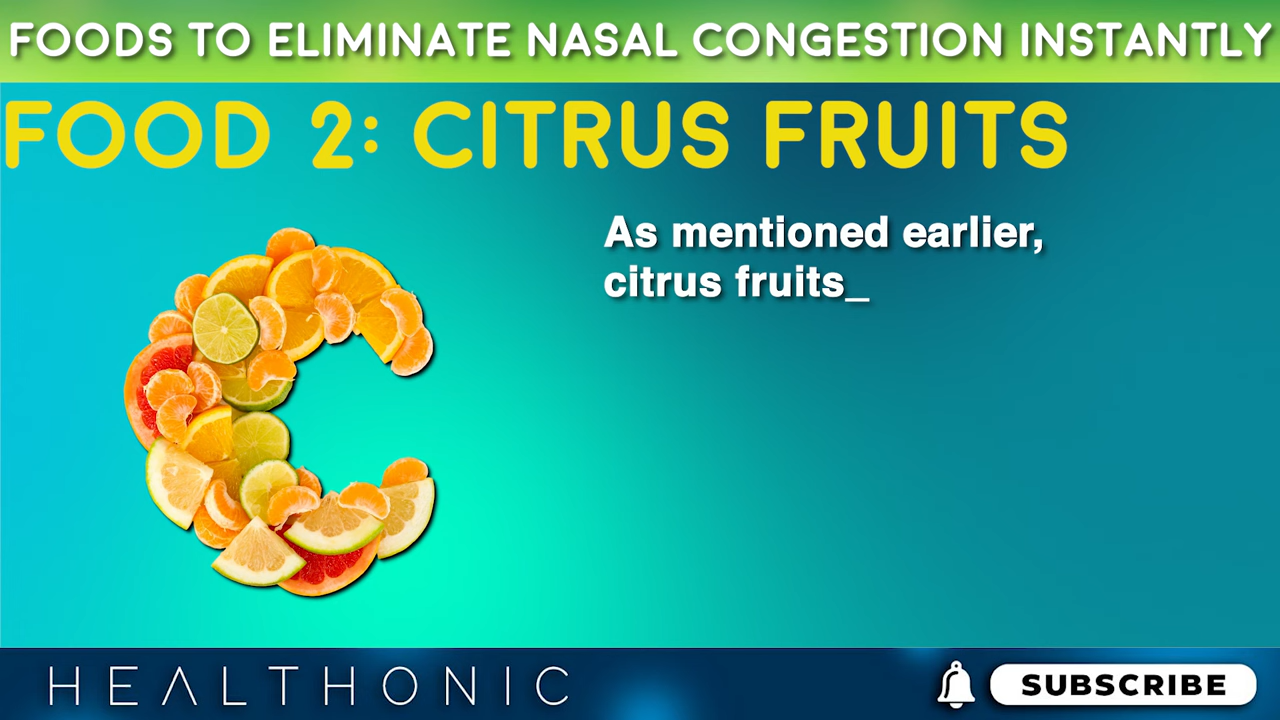 FOODS TO ELIMINATE NASAL CONGESTION INSTANTLY
FOOD 2: CITRUS FRUITS
As mentioned earlier,
citrus fruits_
HEALTHONIC
SUBSCRIBE